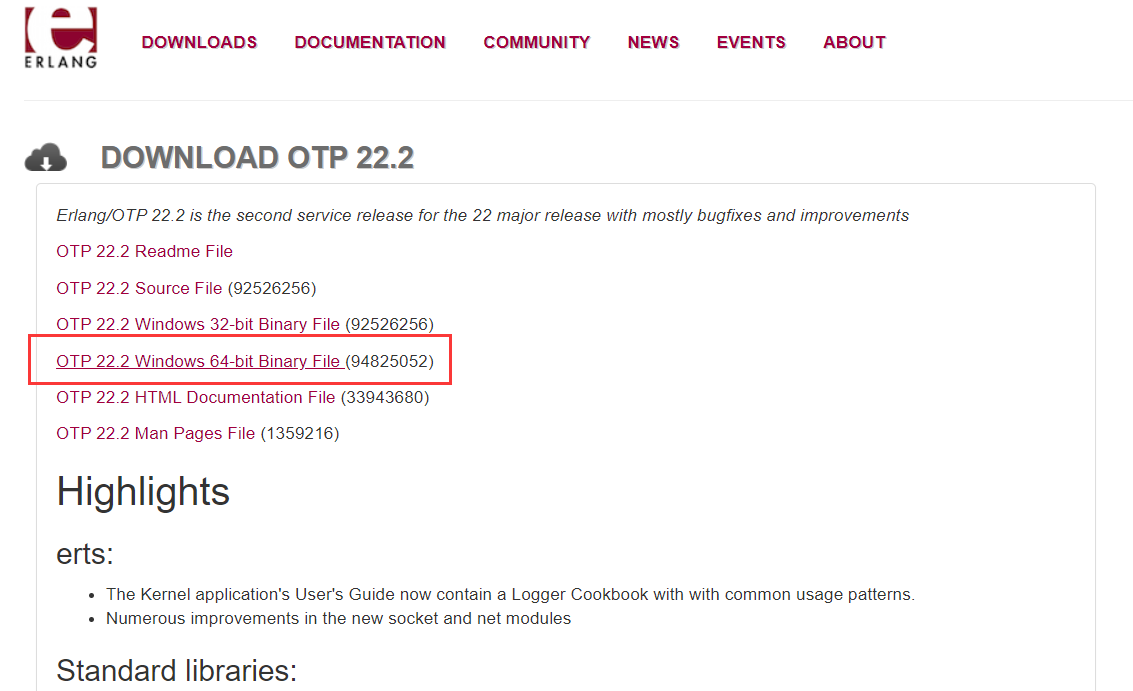 ERLANG
DOWNLOADS DOCUMENTATION COMMUNITY NEWS EVENTS ABOUT
DOWNLOAD OTP 22.2
Erlang/OTP 22.2 is the second service release for the 22 major release with mostly bugfixes and improvements
OTP 22.2 Readme File
OTP 22.2 Source File (92526256)
OTP 22.2 Windows 32-bit Binary File (92526256)
OTP 22.2 Windows 64-bit Binary File (94825052)
OTP 22.2 HTML Documentation File (33943680)
OTP 22.2 Man Pages File (1359216)
Highlights
erts:
• The Kernel application's User's Guide now contain a Logger Cookbook with with common usage patterns.
• Numerous improvements in the new socket and net modules
Standard libraries: